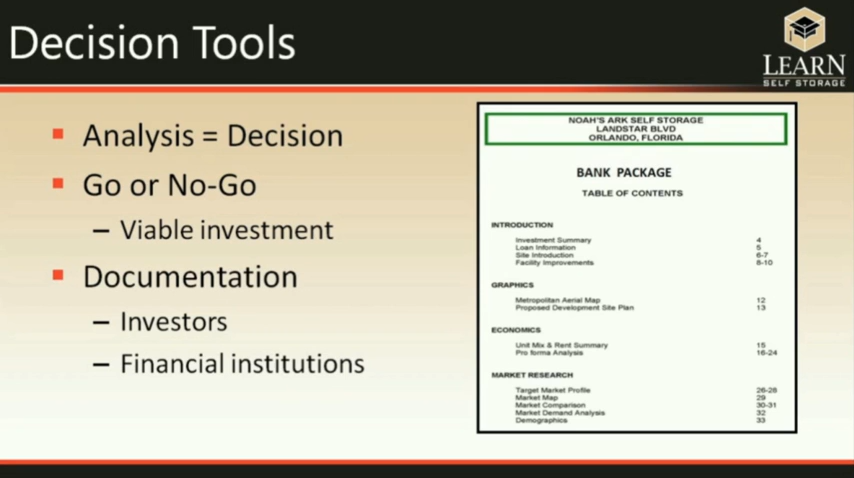 Decision Tools
LEARN
SELF STORAGE
Analysis = Decision
Go or No-Go
– Viable investment
Documentation
– Investors
– Financial institutions
NOAH'S ARK SELF STORAGE
LANDSTAR BLVD
ORLANDO, FLORIDA
BANK PACKAGE
TABLE OF CONTENTS
INTRODUCTION
Investment Summary 4
Loan Information 5
Site Introduction 6-7
Facility Improvements 8-10
GRAPHICS
Metropolitan Aerial Map 12
Proposed Development Site Plan 13
ECONOMICS
Unit Mix & Rent Summary 15
Pro forma Analysis 16-24
MARKET RESEARCH
Target Market Profile 26-28
Market Map 29
Market Comparison 30-31
Market Demand Analysis 32
Demographics 33